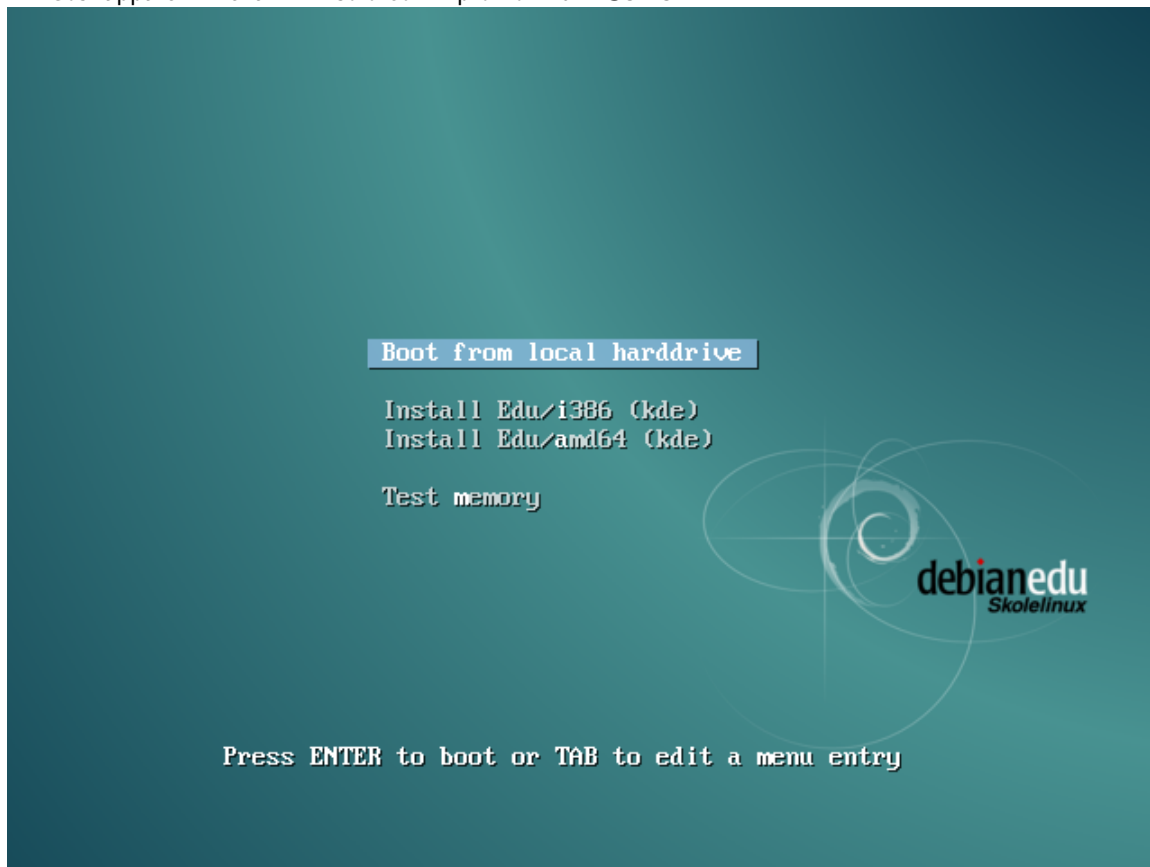 Boot from local harddrive
Install Edu/i386 (kde)
Install Edu/amd64 (kde)
Test memory
debianedu
Skolelinux
Press ENTER to boot or TAB to edit a menu entry